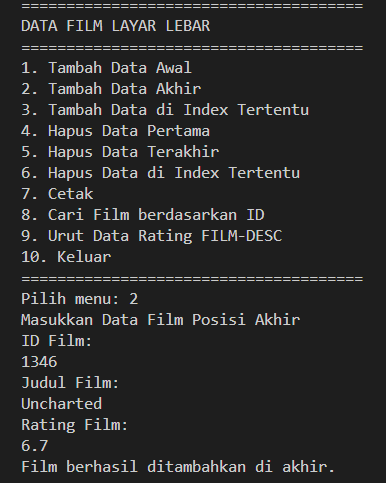 ======================================
DATA FILM LAYAR LEBAR
======================================
1. Tambah Data Awal
2. Tambah Data Akhir
3. Tambah Data di Index Tertentu
4. Hapus Data Pertama
5. Hapus Data Terakhir
6. Hapus Data di Index Tertentu
7. Cetak
8. Cari Film berdasarkan ID
9. Urut Data Rating FILM-DESC
10. Keluar
======================================
Pilih menu: 2
Masukkan Data Film Posisi Akhir
ID Film:
1346
Judul Film:
Uncharted
Rating Film:
6.7
Film berhasil ditambahkan di akhir.